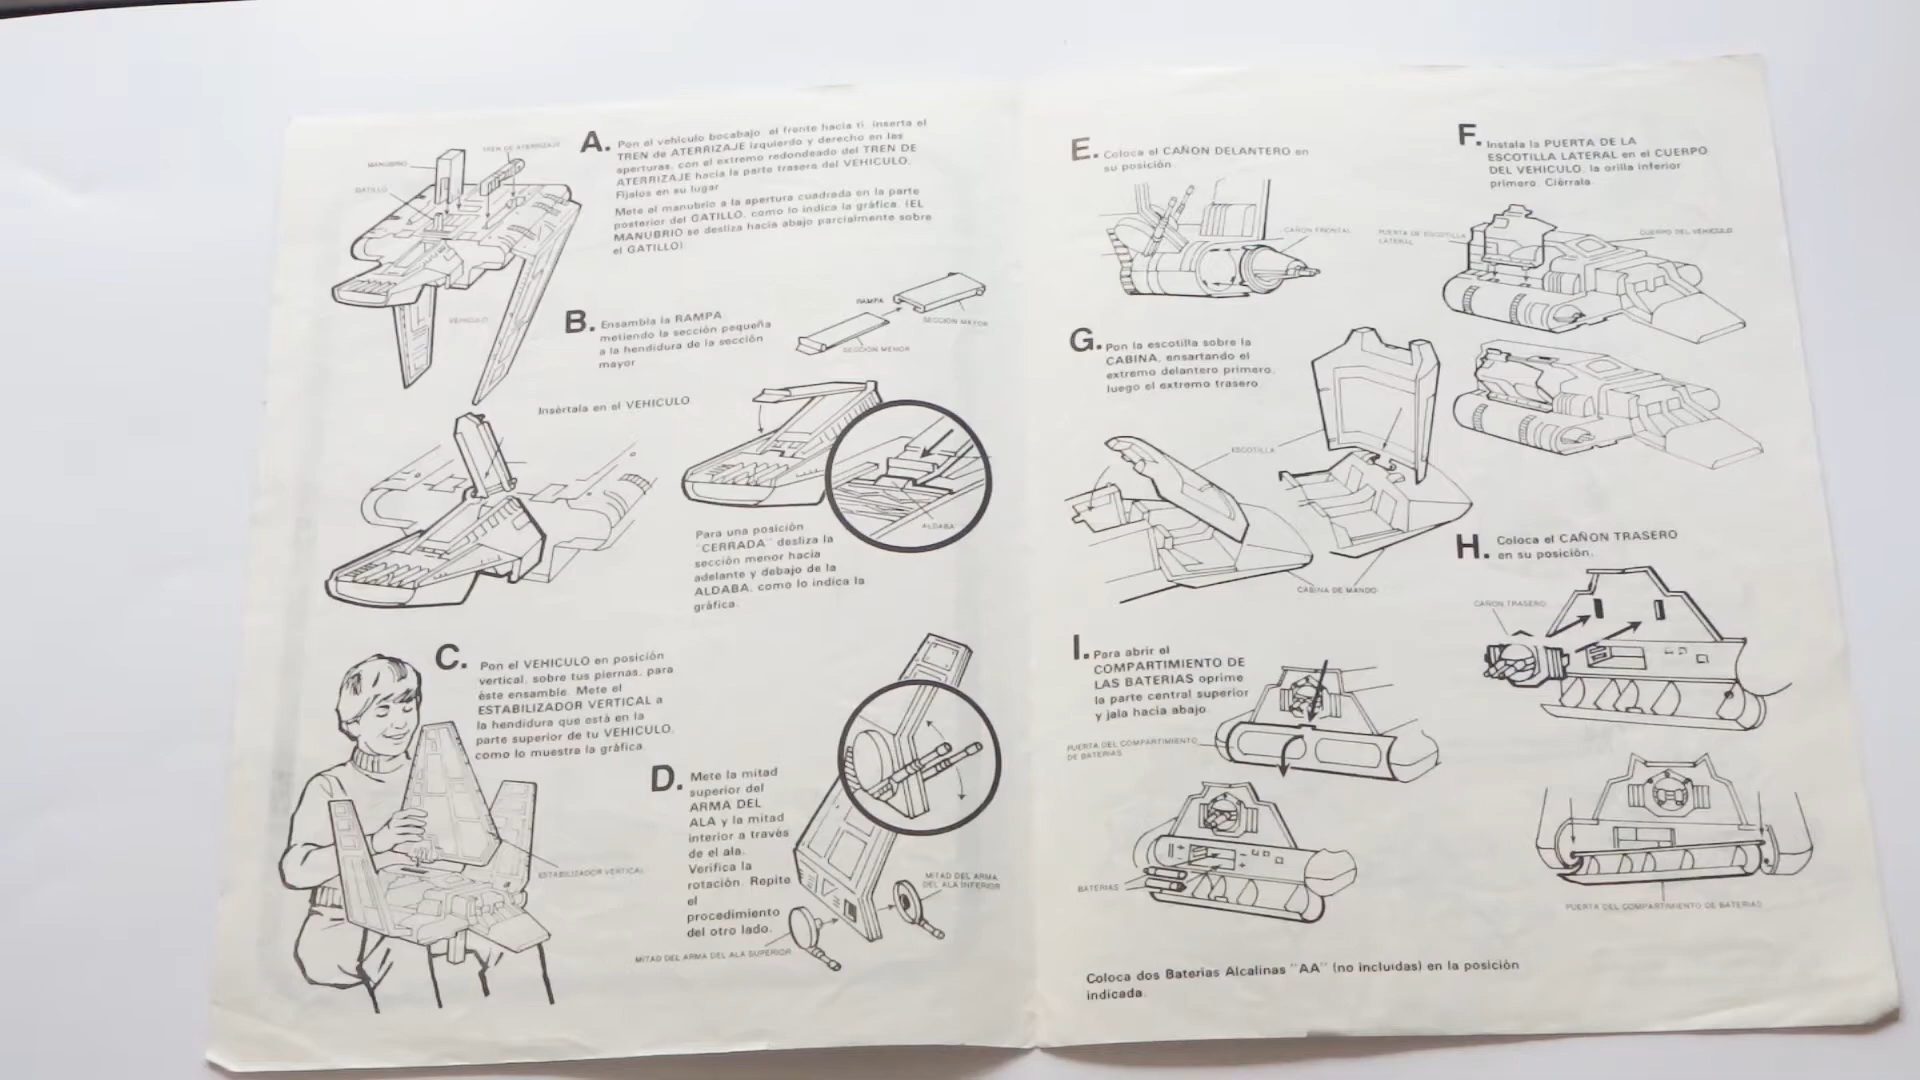 MANUBRIO
TREN DE ATERRIZAJE
GATILLO
VEHICULO
A. Pon el vehiculo bocabajo, el frente hacia ti, inserta el
TREN de ATERRIZAJE izquierdo y derecho en las
aperturas, con el extremo redondeado del TREN DE
ATERRIZAJE hacia la parte trasera del VEHICULO.
Fíjalos en su lugar
Mete el manubrio a la apertura cuadrada en la parte
posterior del GATILLO, como lo indica la gráfica. (EL
MANUBRIO se desliza hacia abajo parcialmente sobre
el GATILLO)
B. Ensambla la RAMPA
metiendo la sección pequeña
a la hendidura de la sección
mayor
RAMPA
SECCIÓN MAYOR
SECCIÓN MENOR
Insértala en el VEHICULO
ALDABA
Para una posición
"CERRADA" desliza la
sección menor hacia
adelante y debajo de la
ALDABA, como lo indica la
gráfica.
C. Pon el VEHICULO en posición
vertical, sobre tus piernas, para
éste ensamble. Mete el
ESTABILIZADOR VERTICAL a
la hendidura que está en la
parte superior de tu VEHICULO,
como lo muestra la gráfica.
ESTABILIZADOR VERTICAL
D. Mete la mitad
superior del
ARMA DEL
ALA y la mitad
interior a través
de el ala.
Verifica la
rotación. Repite
el
procedimiento
del otro lado.
MITAD DEL ARMA
DEL ALA INFERIOR
MITAD DEL ARMA DEL ALA SUPERIOR
E. Coloca el CAÑON DELANTERO en
su posición.
CAÑON FRONTAL
F. Instala la PUERTA DE LA
ESCOTILLA LATERAL en el CUERPO
DEL VEHICULO, la orilla inferior
primero. Ciérrala.
PUERTA DE ESCOTILLA
LATERAL
CUERPO DEL VEHICULO
G. Pon la escotilla sobre la
CABINA, ensartando el
extremo delantero primero,
luego el extremo trasero.
ESCOTILLA
CABINA DE MANDO
H. Coloca el CAÑON TRASERO
en su posición.
CAÑON TRASERO
I. Para abrir el
COMPARTIMIENTO DE
LAS BATERIAS oprime
la parte central superior
y jala hacia abajo.
PUERTA DEL COMPARTIMIENTO
DE BATERIAS
BATERIAS
PUERTA DEL COMPARTIMIENTO DE BATERIAS
Coloca dos Baterias Alcalinas "AA" (no incluidas) en la posición
indicada.